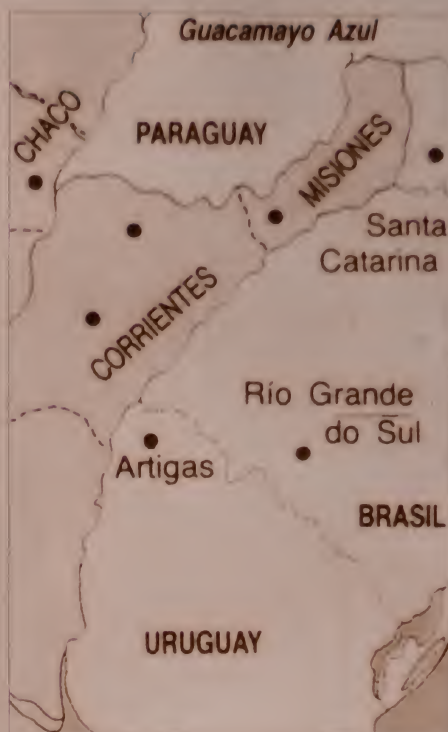 Guacamayo Azul
CHACO
PARAGUAY
MISIONES
Santa
Catarina
CORRIENTES
Río Grande
do Sul
Artigas
BRASIL
URUGUAY